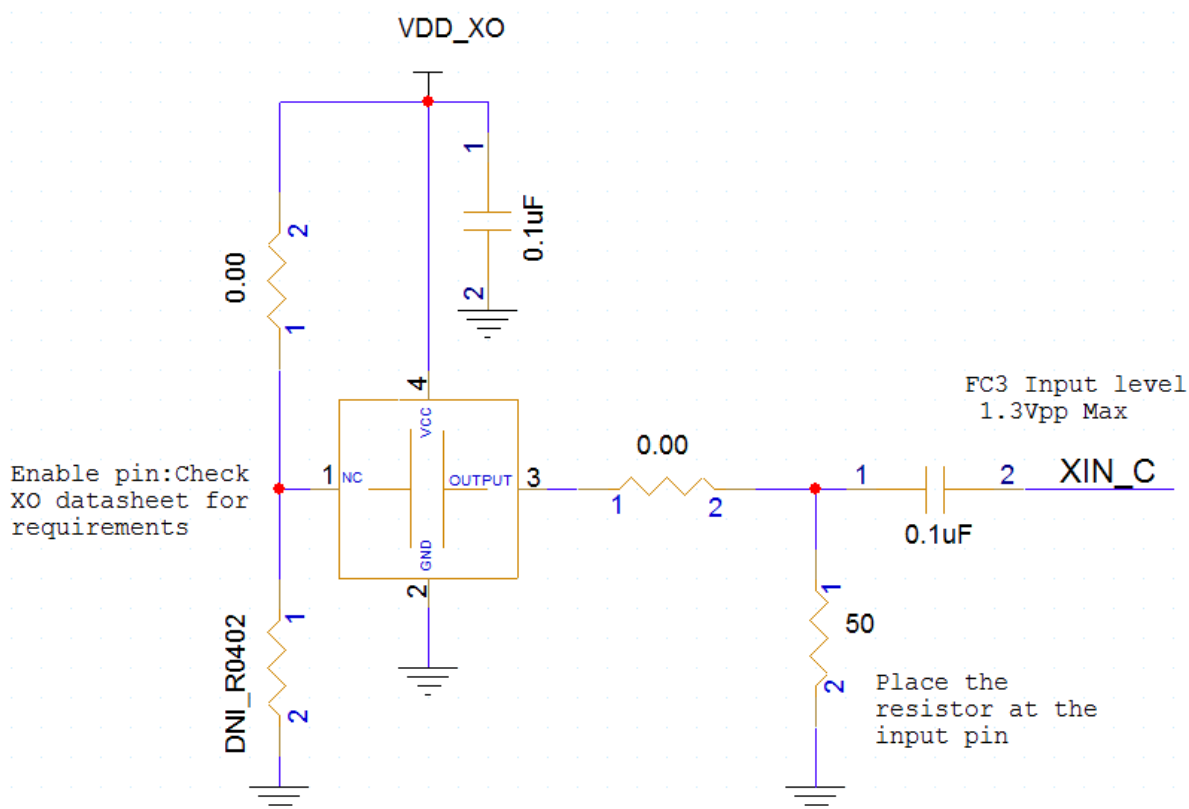 VDD_XO
1
0.1uF
2
2
0.00
1
4
VCC
FC3 Input level
1.3Vpp Max
0.00
Enable pin:Check
XO datasheet for
requirements
1
NC
OUTPUT
3
1
2
1
2
XIN_C
0.1uF
GND
2
1
DNI_R0402
2
1
50
2
Place the
resistor at the
input pin